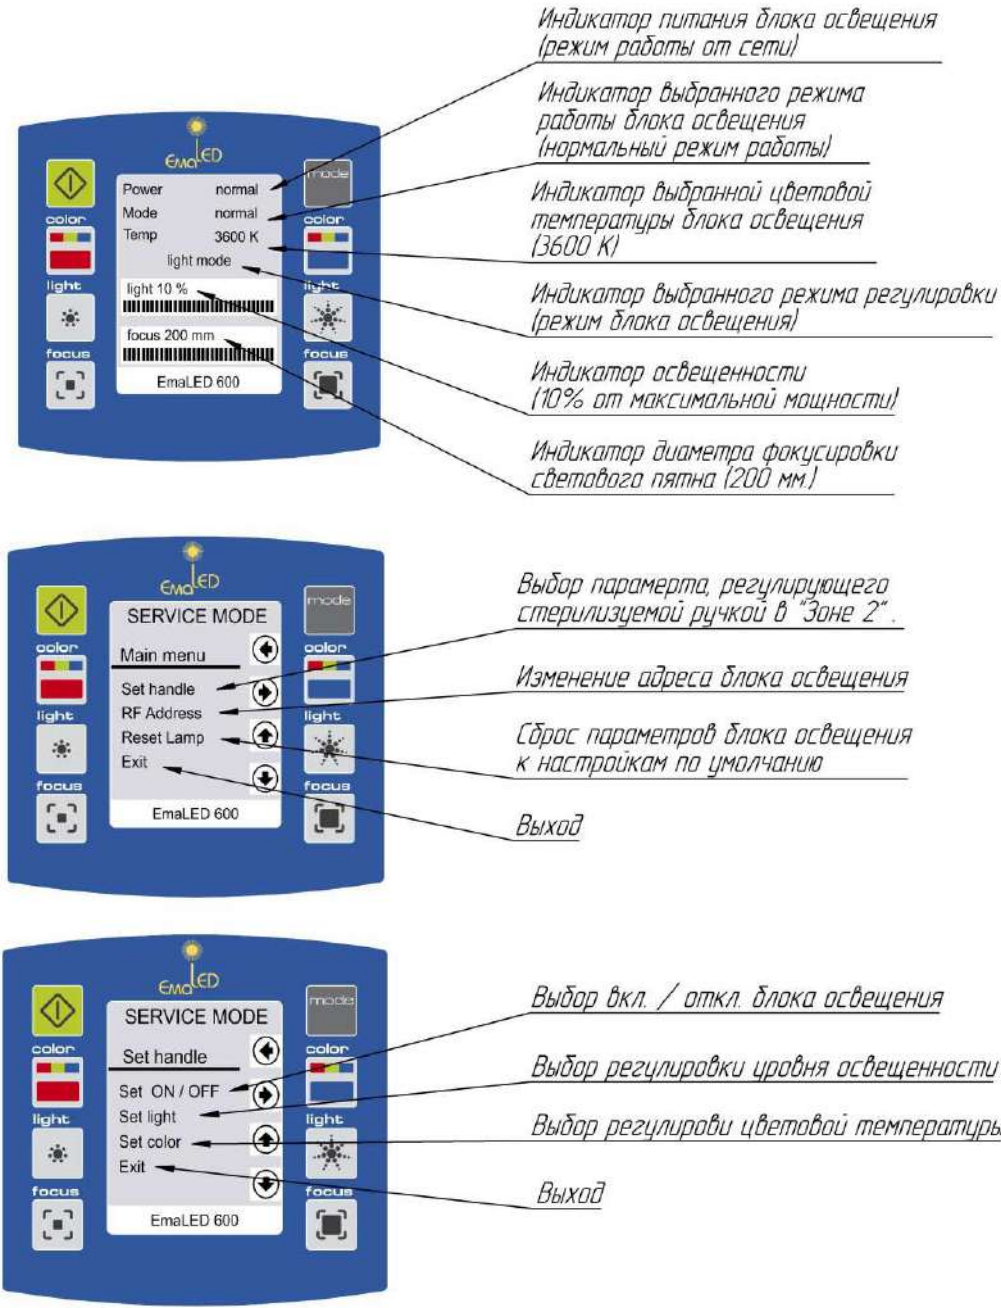 Индикатор питания блока освещения
(режим работы от сети)
Индикатор выбранного режима
работы блока освещения
(нормальный режим работы)
Индикатор выбранной цветовой
температуры блока освещения
(3600 К)
Индикатор выбранного режима регулировки
(режим блока освещения)
Индикатор освещенности
(10% от максимальной мощности)
Индикатор диаметра фокусировки
светового пятна (200 мм.)
EmaLED
mode
Power normal
Mode normal
Temp 3600 K
light mode
light 10 %
focus 200 mm
EmaLED 600
color
light
focus
color
light
focus
EmaLED
mode
SERVICE MODE
Main menu
Set handle
RF Address
Reset Lamp
Exit
EmaLED 600
color
light
focus
color
light
focus
Выбор парамерта, регулирующего
стерилизуемой ручкой в "Зоне 2".
Изменение адреса блока освещения
Сброс параметров блока освещения
к настройкам по умолчанию
Выход
EmaLED
mode
SERVICE MODE
Set handle
Set ON / OFF
Set light
Set color
Exit
EmaLED 600
color
light
focus
color
light
focus
Выбор вкл. / откл. блока освещения
Выбор регулировки уровня освещенности
Выбор регулирови цветовой температуры
Выход